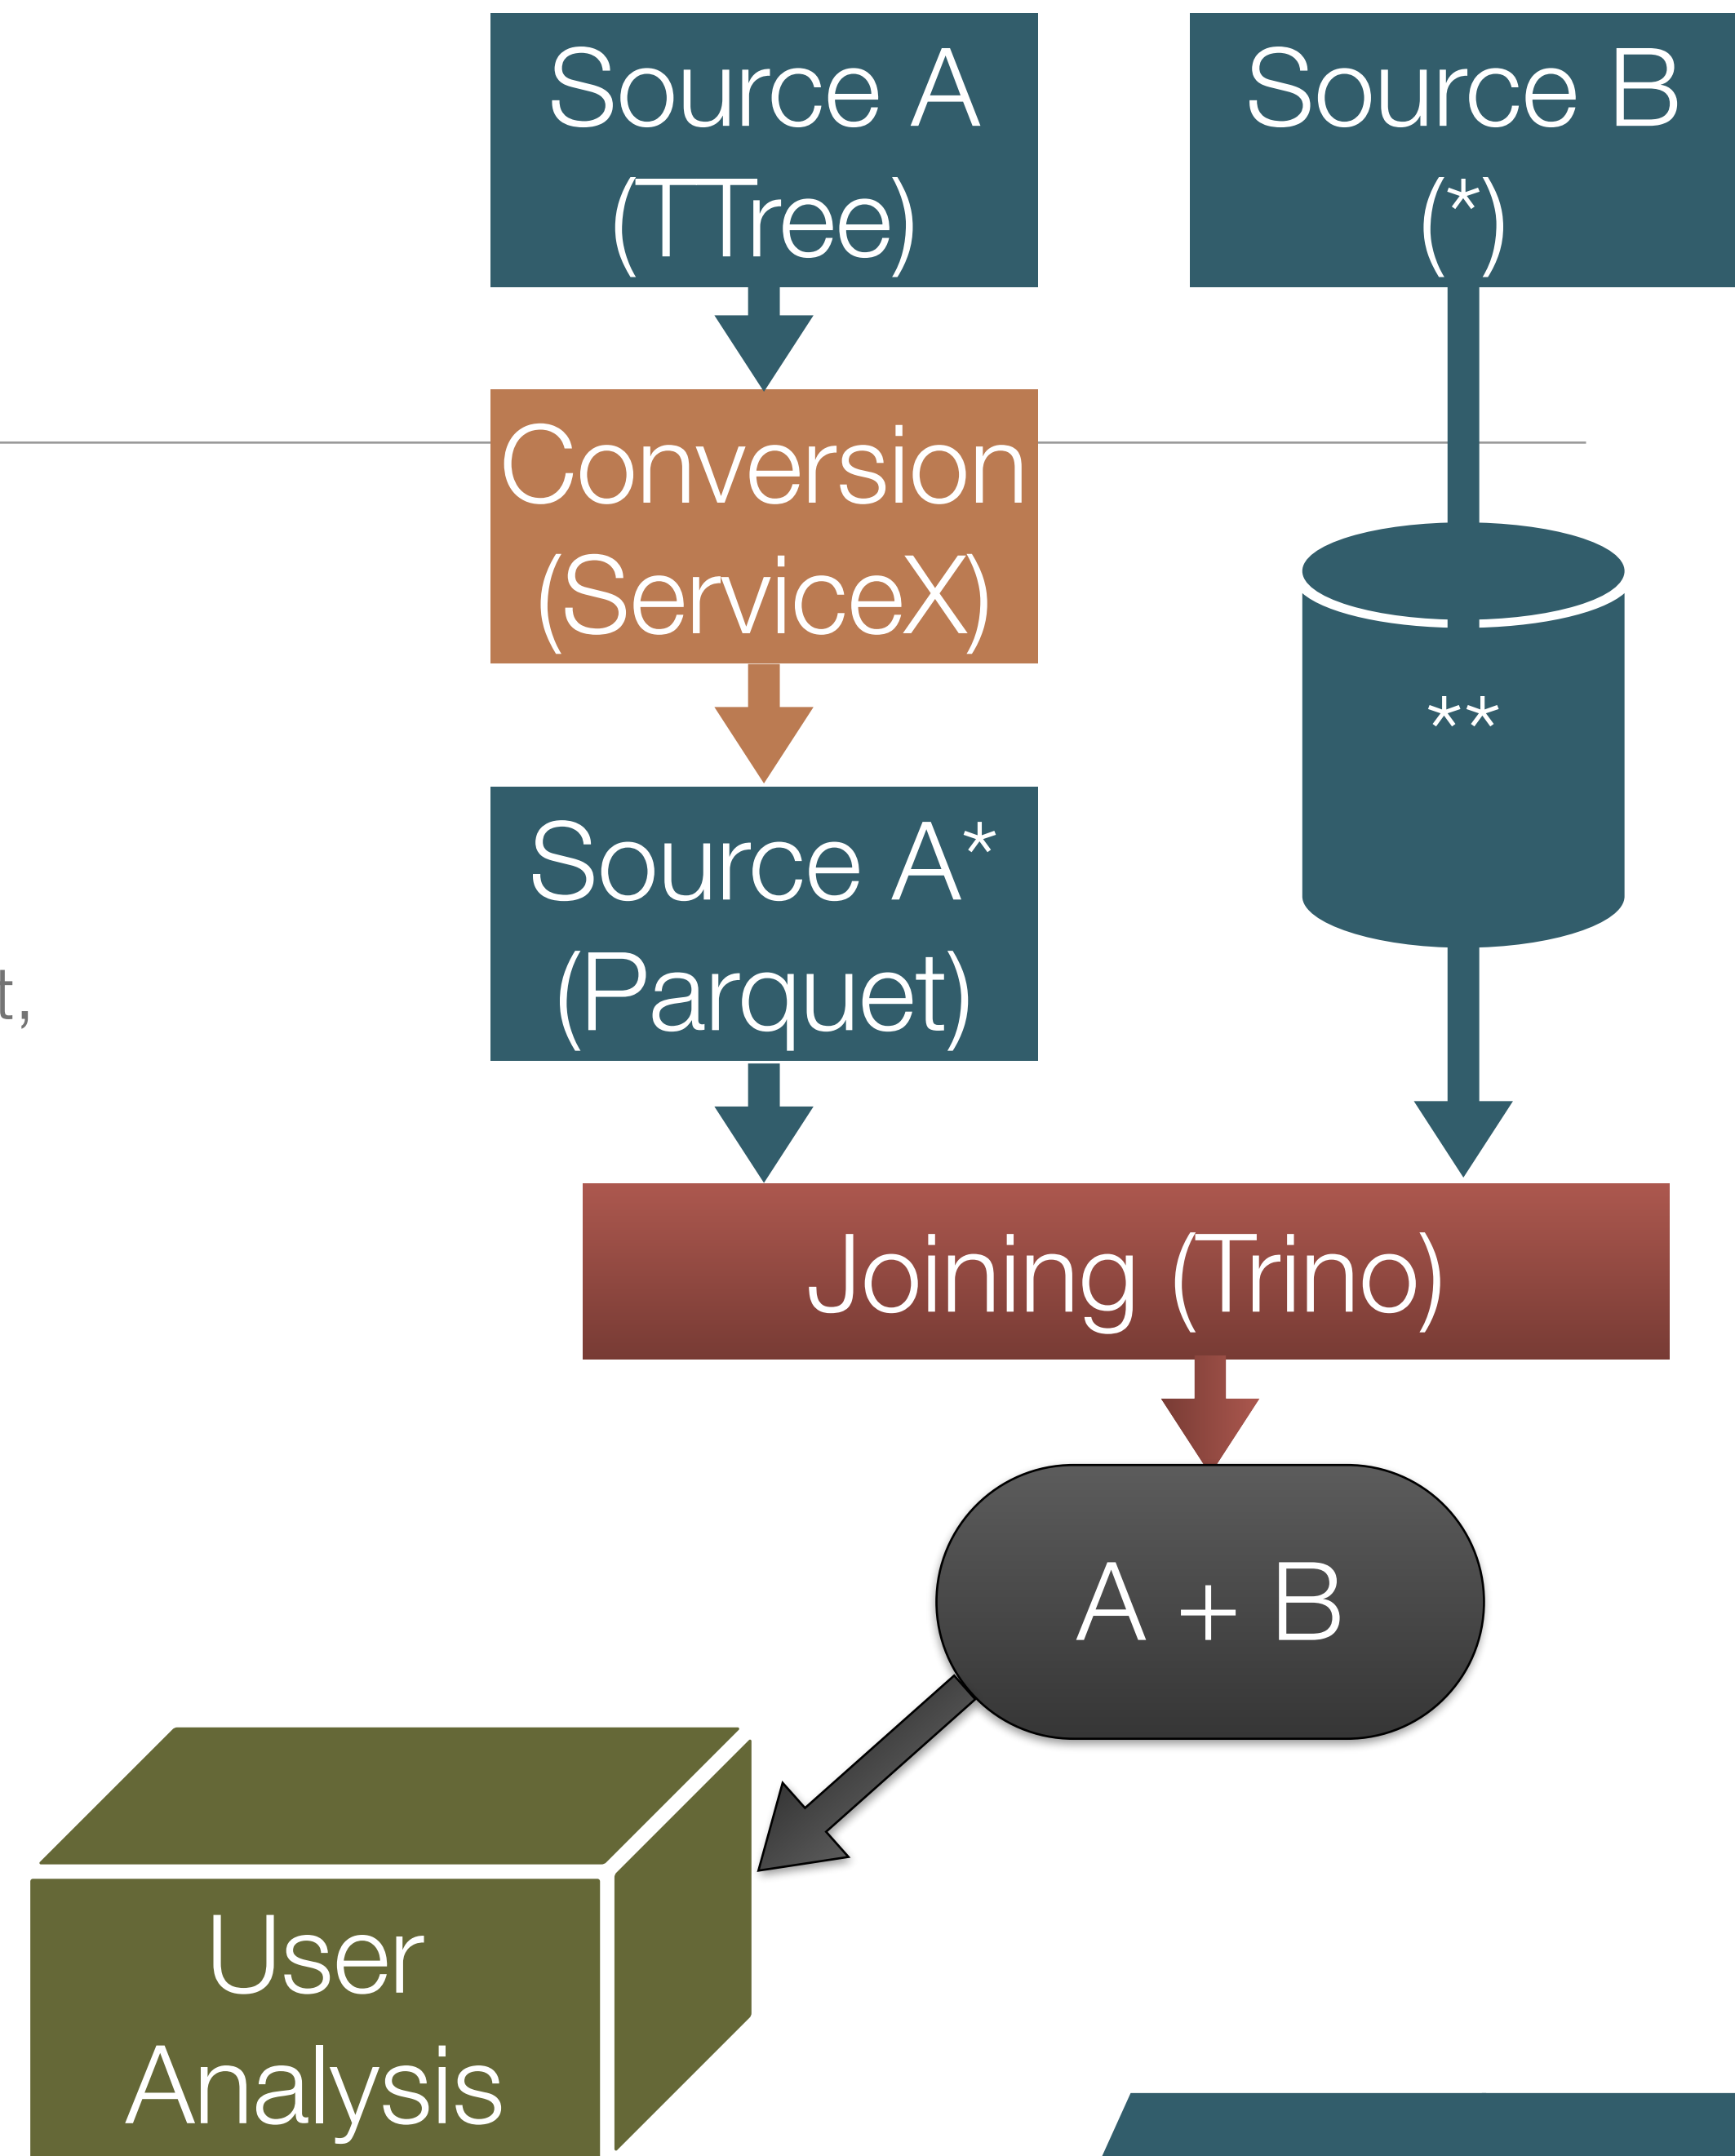 Source A
(TTree)
Source B
(*)
Conversion
(ServiceX)
**
Source A*
(Parquet)
t,
Joining (Trino)
A + B
User
Analysis